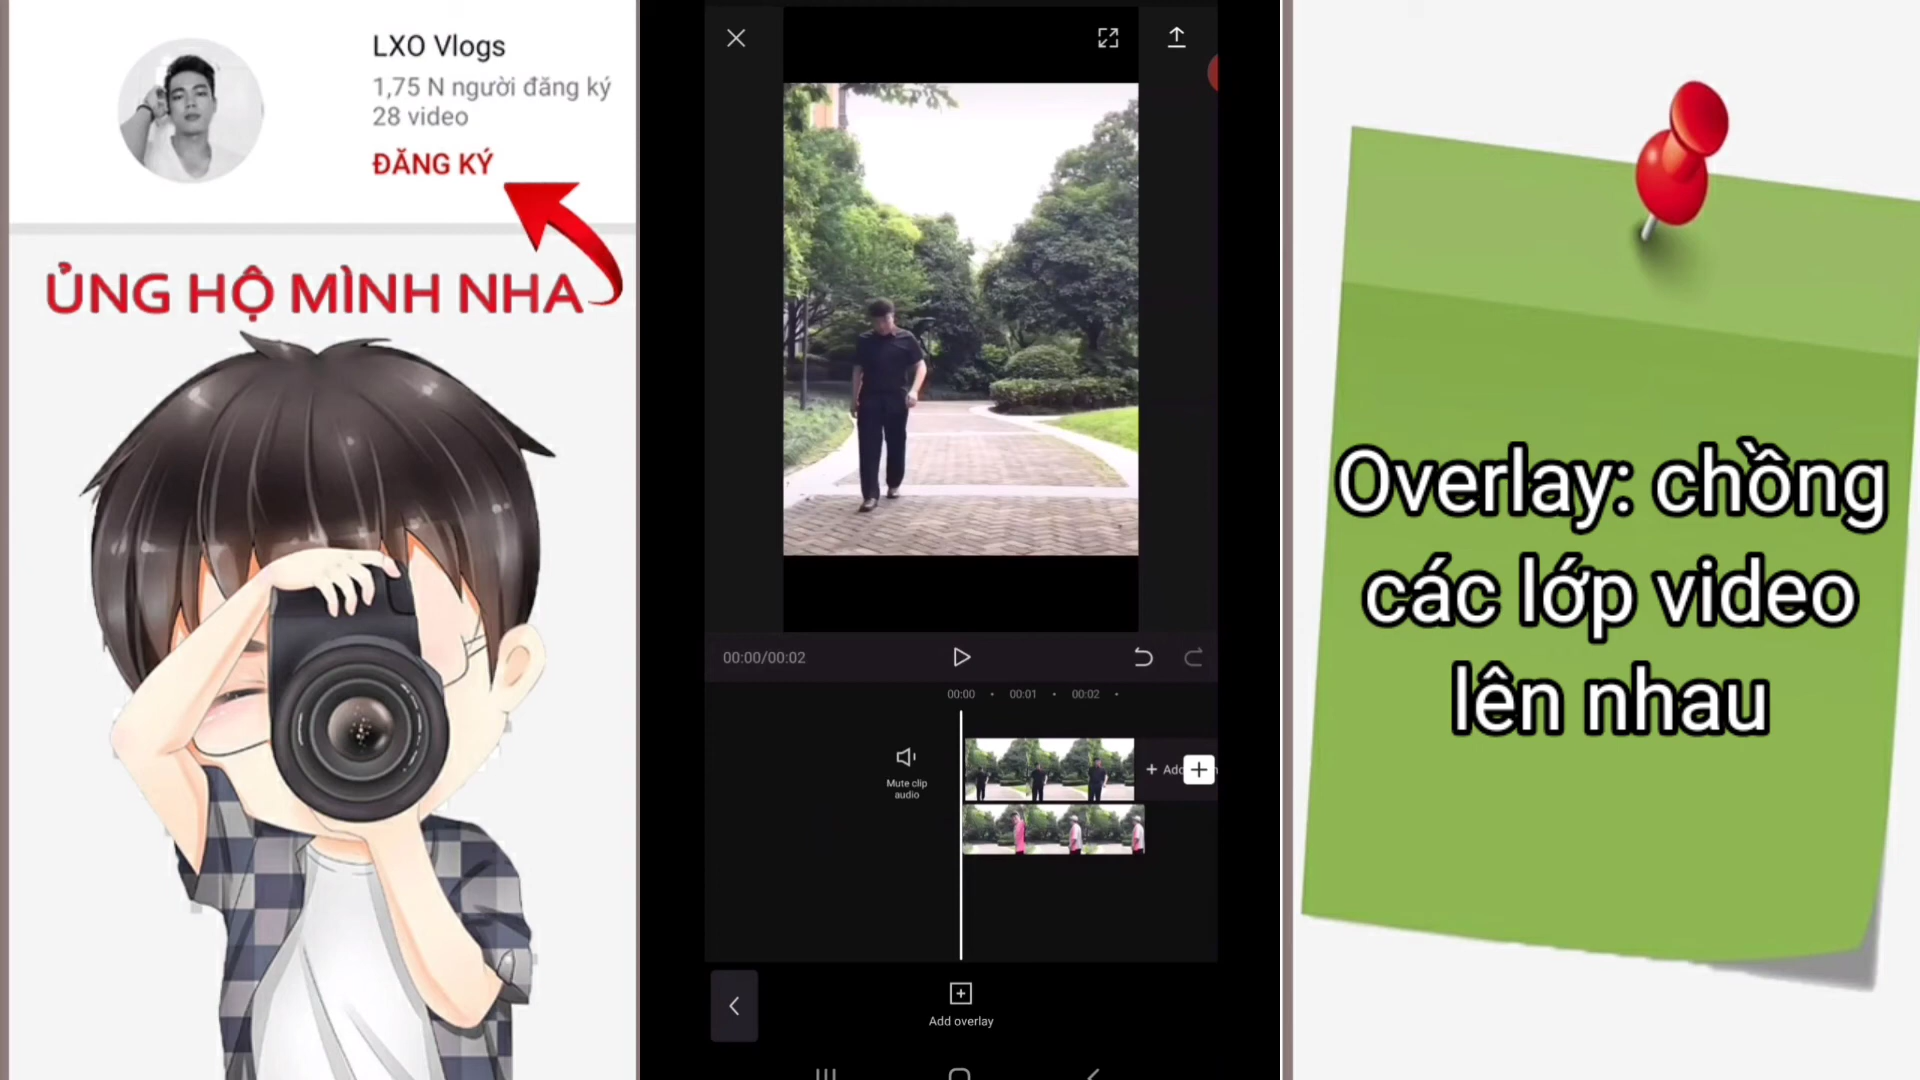 LXO Vlogs
1,75 N người đăng ký
28 video
ĐĂNG KÝ
ỦNG HỘ MÌNH NHA
00:00/00:02
00:00
00:01
00:02
Mute clip
audio
+
Add overlay
Overlay: chồng
các lớp video
lên nhau